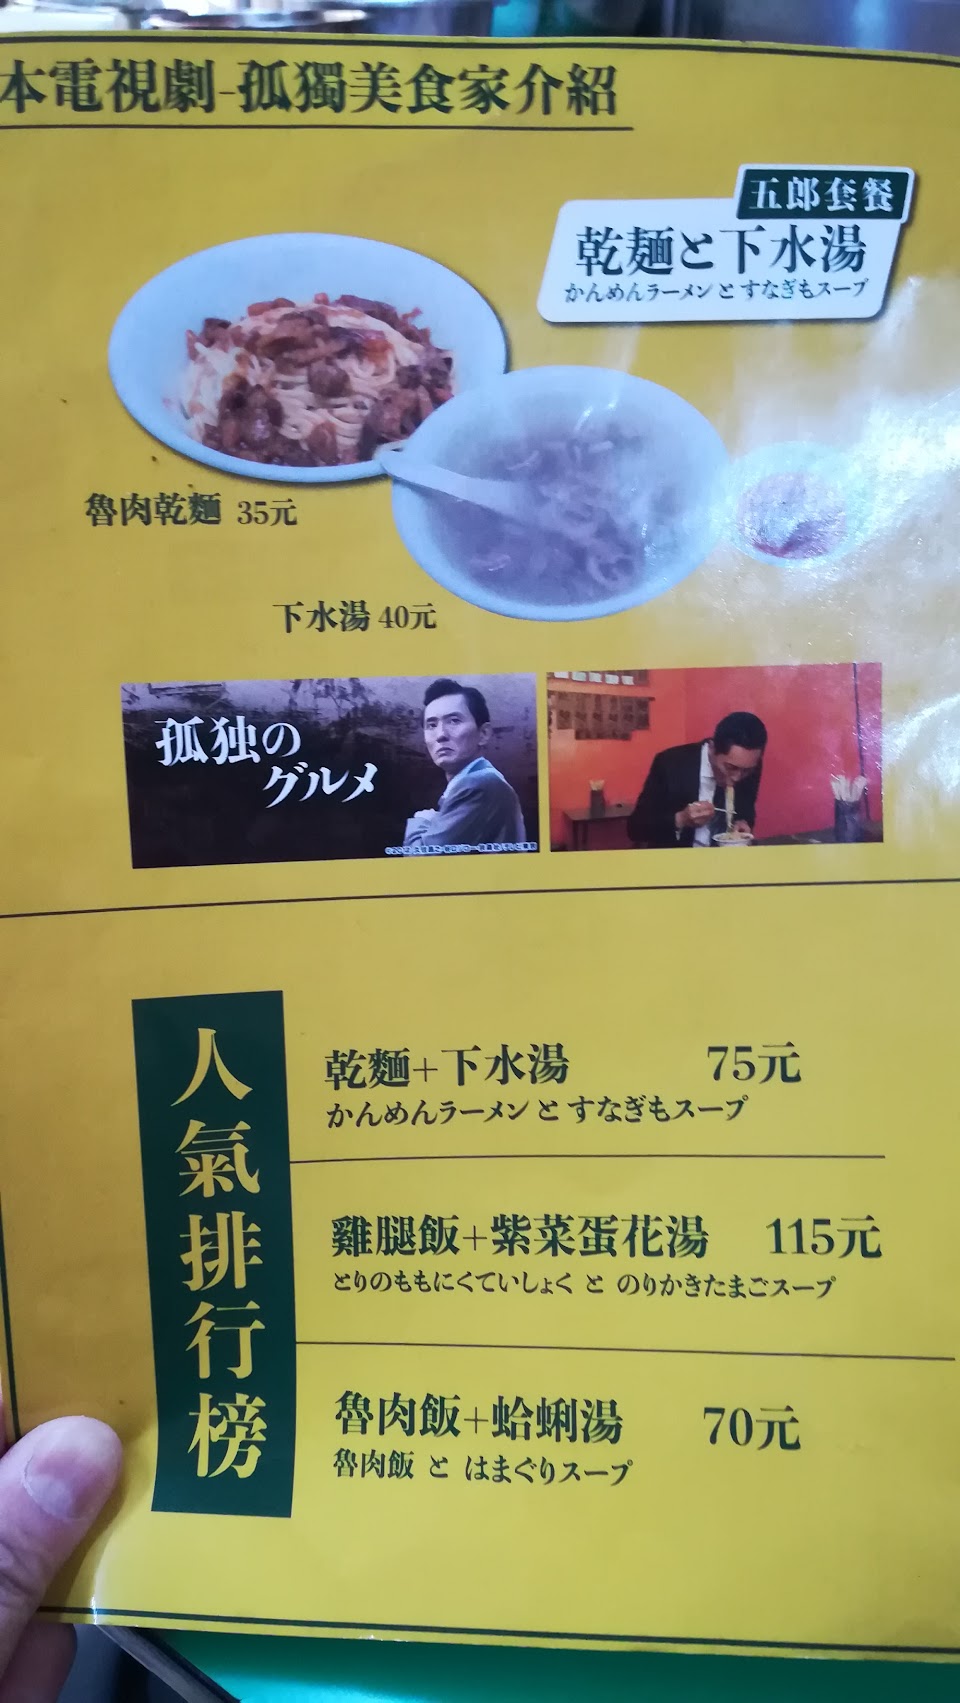 本電視劇-孤獨美食家介紹
五郎套餐
乾麵と下水湯
かんめんラーメンと すなぎもスープ
魯肉乾麵 35元
下水湯 40元
孤独の
グルメ
人氣排行榜
乾麵+下水湯 75元
かんめんラーメンと すなぎもスープ
雞腿飯+紫菜蛋花湯 115元
とりのももにくていしょく と のりかきたまごスープ
魯肉飯+蛤蜊湯 70元
魯肉飯 と はまぐりスープ